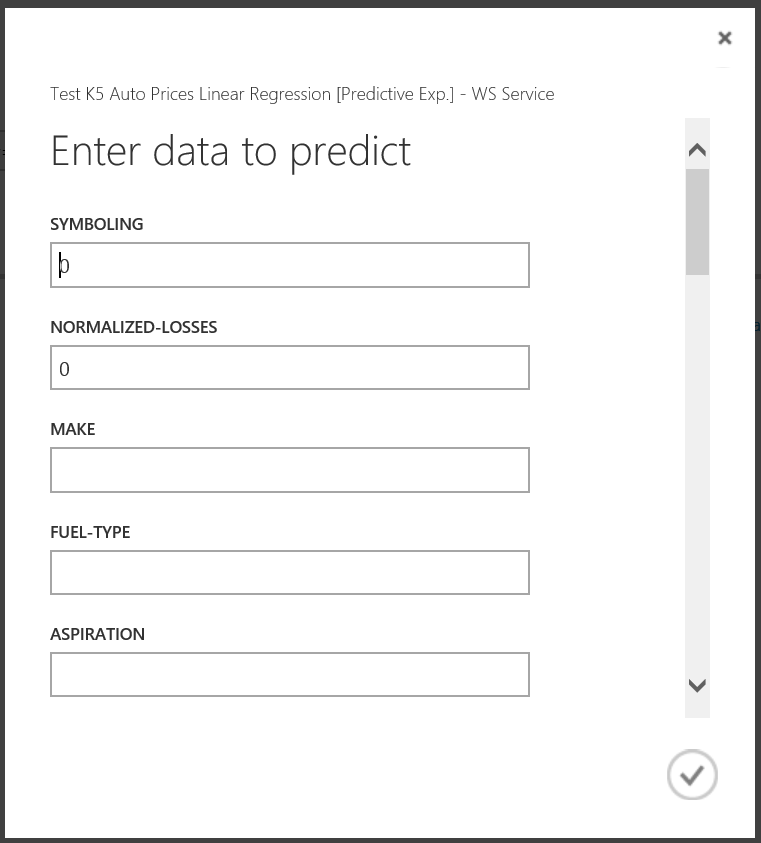 Test K5 Auto Prices Linear Regression [Predictive Exp.] - WS Service
Enter data to predict
SYMBOLING
0
NORMALIZED-LOSSES
0
MAKE
FUEL-TYPE
ASPIRATION